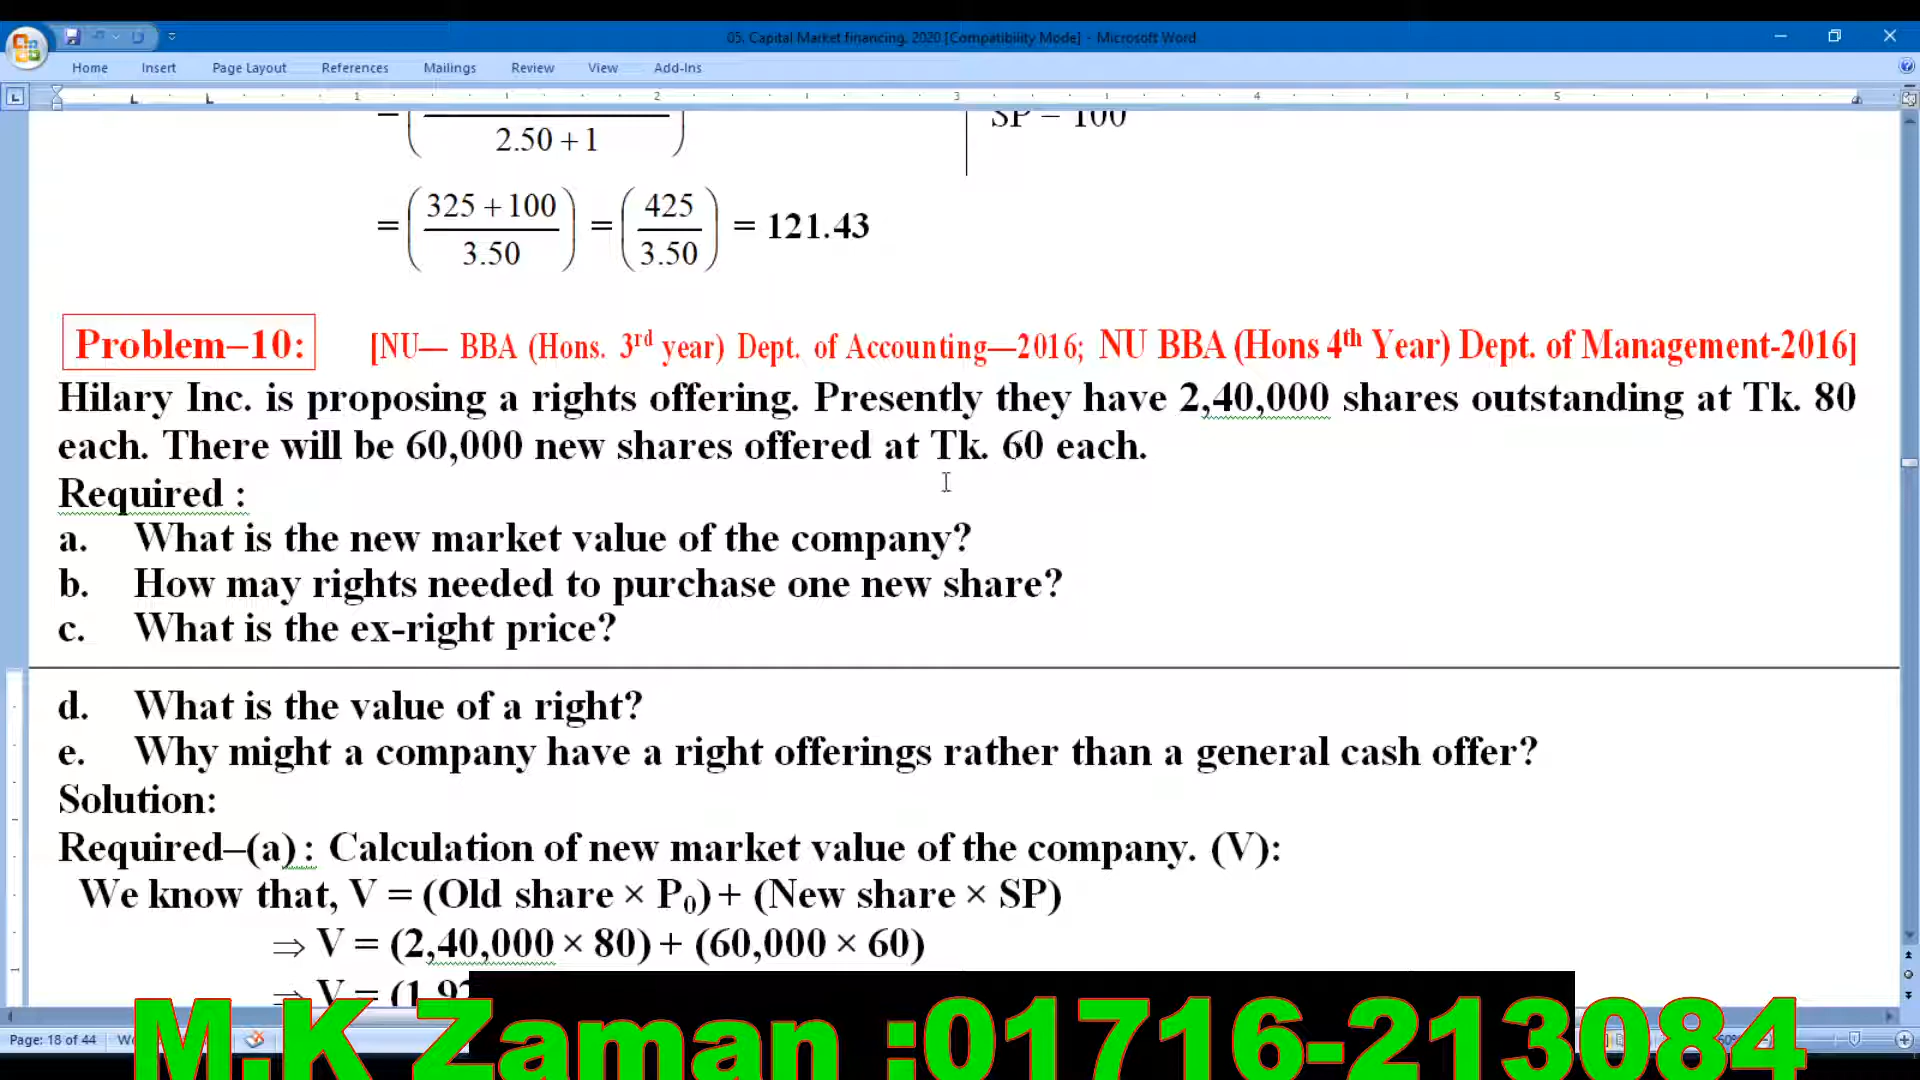 05. Capital Market financing, 2020 [Compatibility Mode] - Microsoft Word
Home Insert Page Layout References Mailings Review View Add-Ins
1 2 3 4 5
2.50 + 1
SP = 100
= ( 325 + 100 / 3.50 ) = ( 425 / 3.50 ) = 121.43
Problem–10: [NU— BBA (Hons. 3rd year) Dept. of Accounting—2016; NU BBA (Hons 4th Year) Dept. of Management-2016]
Hilary Inc. is proposing a rights offering. Presently they have 2,40,000 shares outstanding at Tk. 80
each. There will be 60,000 new shares offered at Tk. 60 each.
Required :
a. What is the new market value of the company?
b. How may rights needed to purchase one new share?
c. What is the ex-right price?
d. What is the value of a right?
e. Why might a company have a right offerings rather than a general cash offer?
Solution:
Required–(a) : Calculation of new market value of the company. (V):
We know that, V = (Old share × P₀) + (New share × SP)
⇒ V = (2,40,000 × 80) + (60,000 × 60)
⇒ V = (1,92
Page: 18 of 44
M.K Zaman :01716-213084